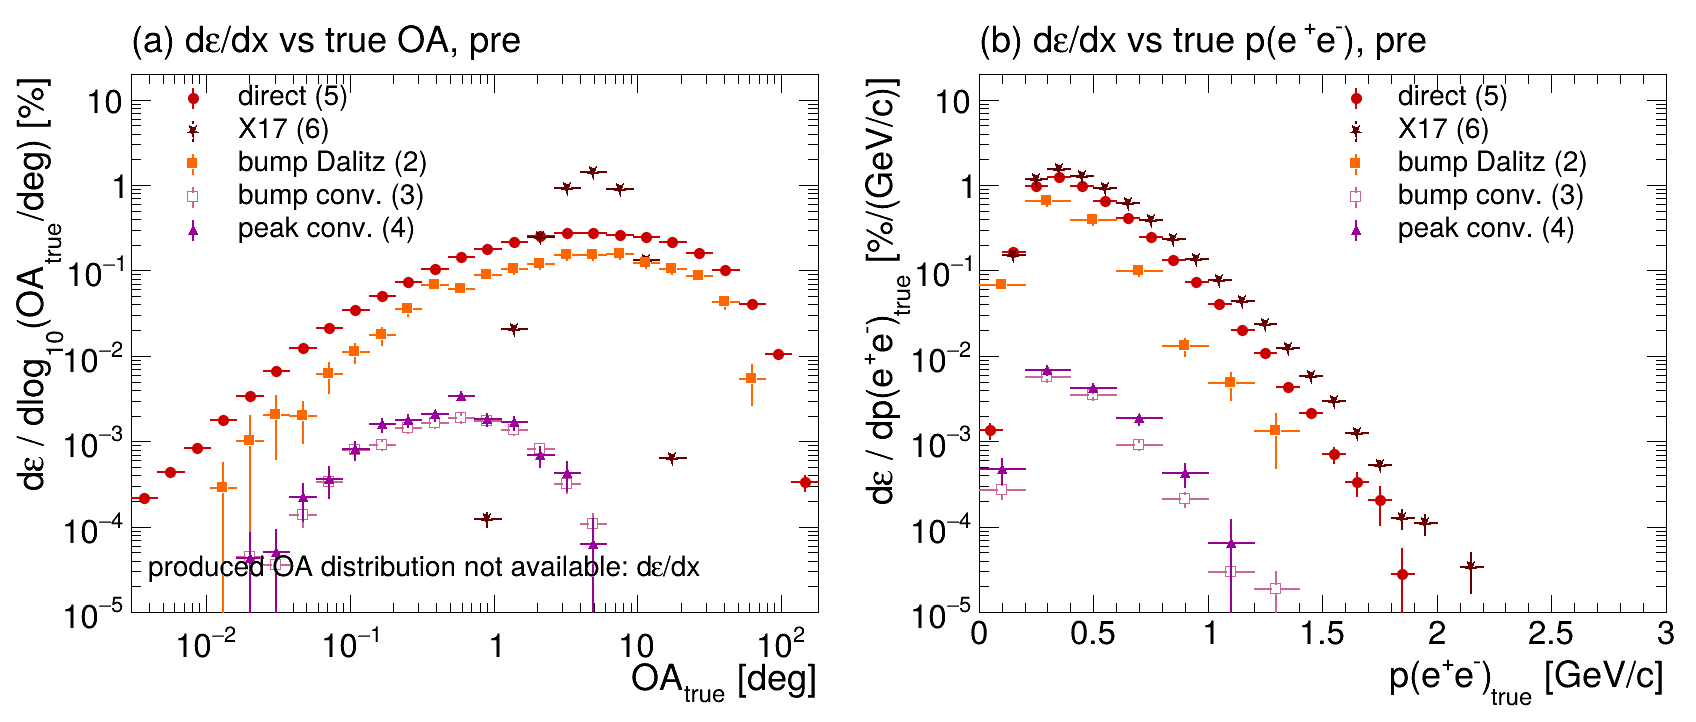 (a) dε/dx vs true OA, pre
dε / dlog10(OAtrue/deg) [%]
10
1
10−1
10−2
10−3
10−4
10−5
direct (5)
X17 (6)
bump Dalitz (2)
bump conv. (3)
peak conv. (4)
produced OA distribution not available: dε/dx
10−2 10−1 1 10 102
OAtrue [deg]
(b) dε/dx vs true p(e+e-), pre
dε / dp(e+e-)true [%/(GeV/c)]
10
1
10−1
10−2
10−3
10−4
10−5
direct (5)
X17 (6)
bump Dalitz (2)
bump conv. (3)
peak conv. (4)
0 0.5 1 1.5 2 2.5 3
p(e+e-)true [GeV/c]